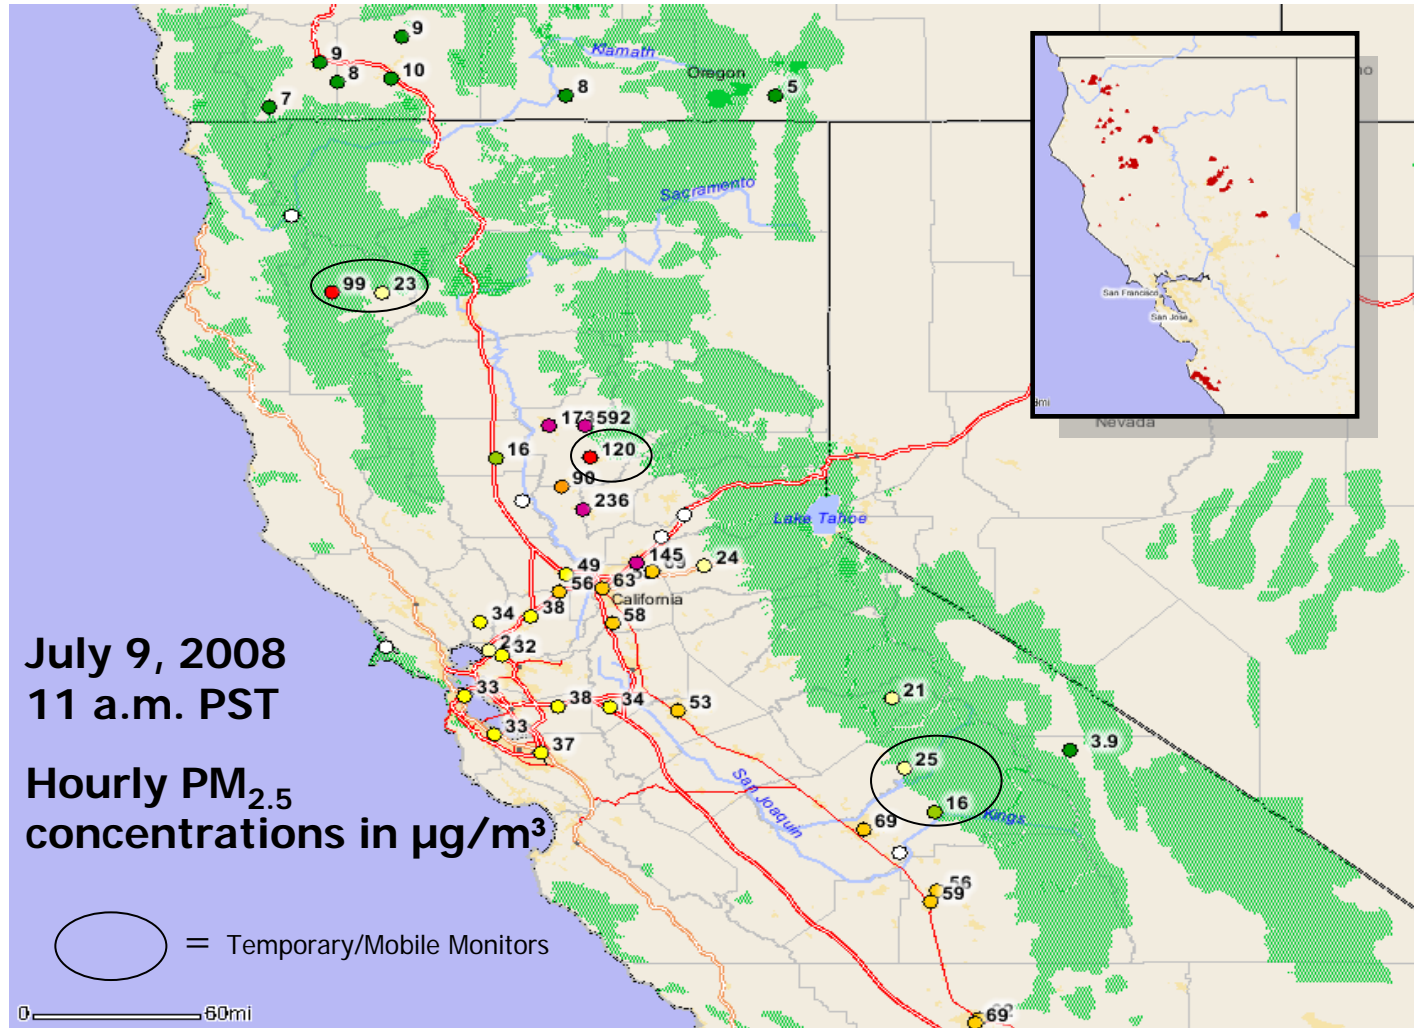 9
9
8
10
7
8
5
Klamath
Oregon
Sacramento
San Francisco
San Jose
Nevada
99
23
173
592
120
16
90
236
Lake Tahoe
145
24
49
56
63
California
58
38
34
32
33
33
37
38
34
53
21
25
16
3.9
Kings
San Joaquin
69
56
59
69
July 9, 2008
11 a.m. PST
Hourly PM2.5
concentrations in µg/m³
= Temporary/Mobile Monitors
0
60mi